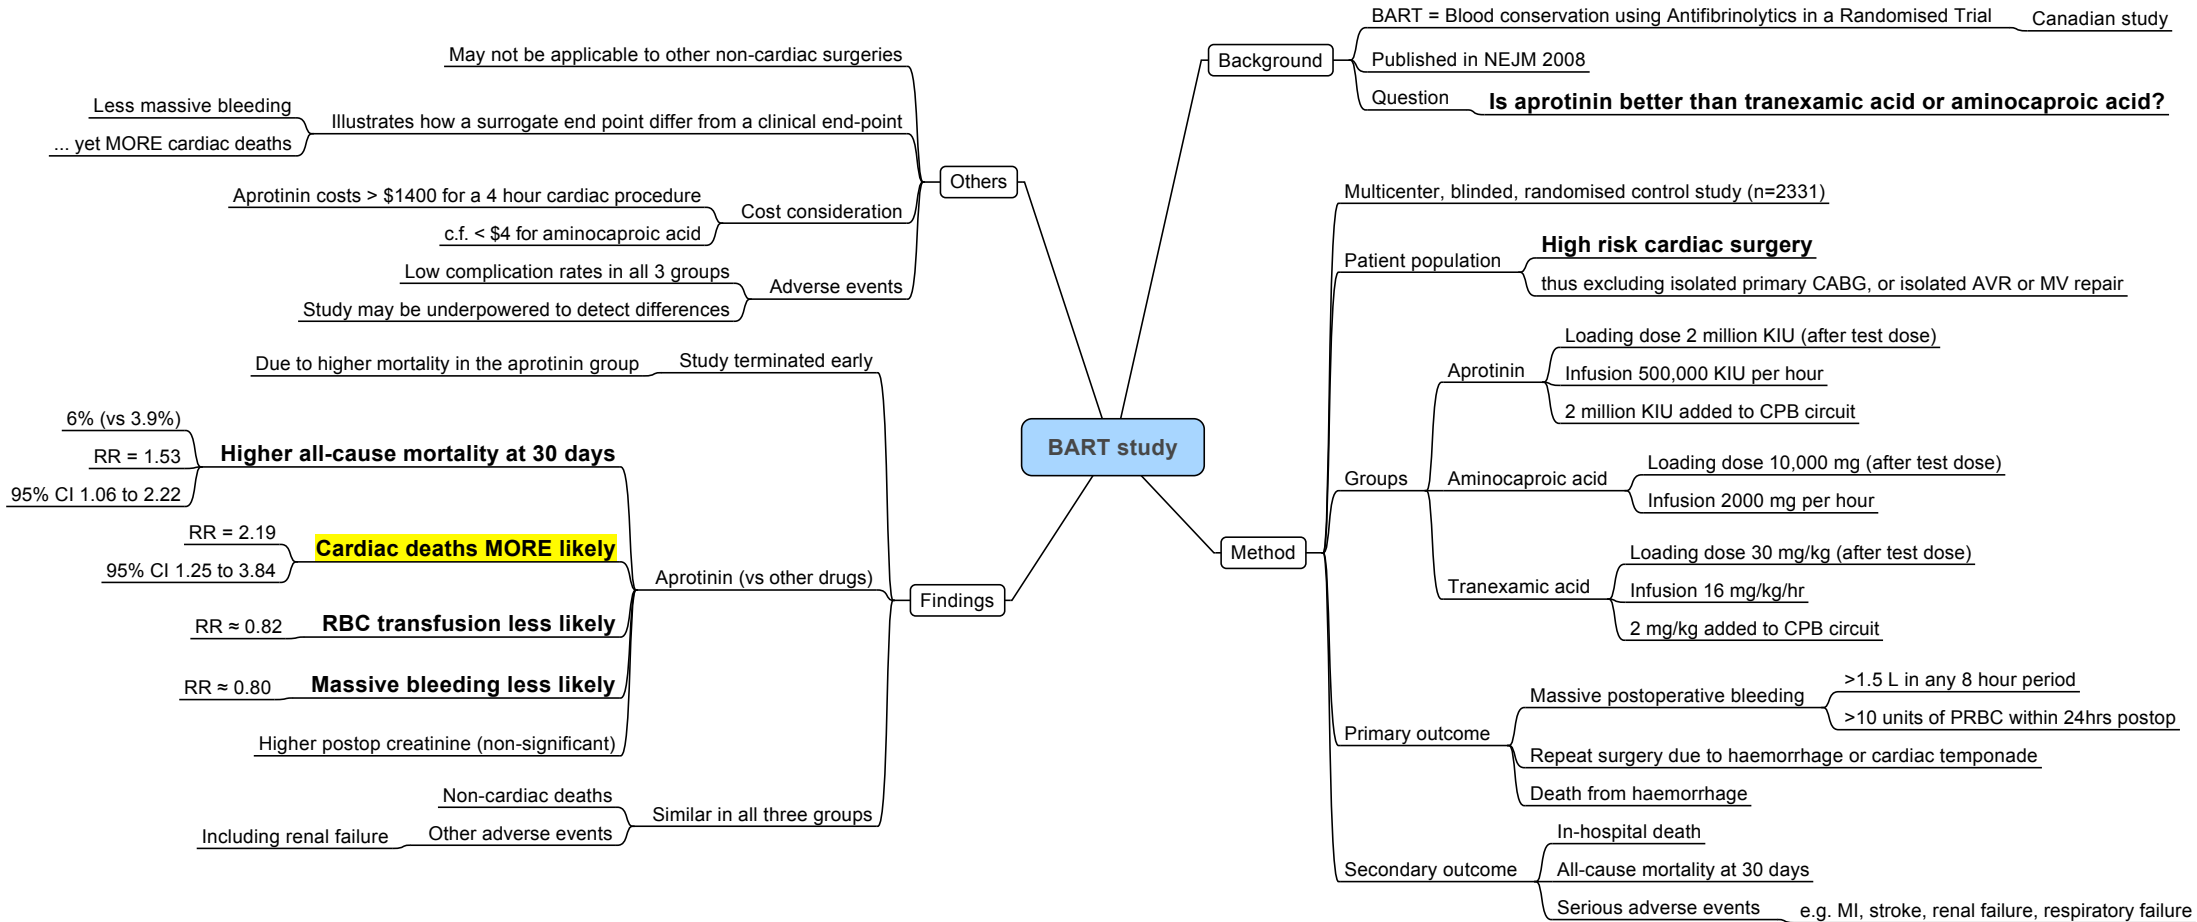 BART study
Background
BART = Blood conservation using Antifibrinolytics in a Randomised Trial
Canadian study
Published in NEJM 2008
Question
Is aprotinin better than tranexamic acid or aminocaproic acid?
Method
Multicenter, blinded, randomised control study (n=2331)
Patient population
High risk cardiac surgery
thus excluding isolated primary CABG, or isolated AVR or MV repair
Groups
Aprotinin
Loading dose 2 million KIU (after test dose)
Infusion 500,000 KIU per hour
2 million KIU added to CPB circuit
Aminocaproic acid
Loading dose 10,000 mg (after test dose)
Infusion 2000 mg per hour
Tranexamic acid
Loading dose 30 mg/kg (after test dose)
Infusion 16 mg/kg/hr
2 mg/kg added to CPB circuit
Primary outcome
Massive postoperative bleeding
>1.5 L in any 8 hour period
>10 units of PRBC within 24hrs postop
Repeat surgery due to haemorrhage or cardiac temponade
Death from haemorrhage
Secondary outcome
In-hospital death
All-cause mortality at 30 days
Serious adverse events
e.g. MI, stroke, renal failure, respiratory failure
Findings
Study terminated early
Due to higher mortality in the aprotinin group
Aprotinin (vs other drugs)
Higher all-cause mortality at 30 days
6% (vs 3.9%)
RR = 1.53
95% CI 1.06 to 2.22
Cardiac deaths MORE likely
RR = 2.19
95% CI 1.25 to 3.84
RBC transfusion less likely
RR ≈ 0.82
Massive bleeding less likely
RR ≈ 0.80
Higher postop creatinine (non-significant)
Similar in all three groups
Non-cardiac deaths
Other adverse events
Including renal failure
Others
May not be applicable to other non-cardiac surgeries
Illustrates how a surrogate end point differ from a clinical end-point
Less massive bleeding
... yet MORE cardiac deaths
Cost consideration
Aprotinin costs > $1400 for a 4 hour cardiac procedure
c.f. < $4 for aminocaproic acid
Adverse events
Low complication rates in all 3 groups
Study may be underpowered to detect differences